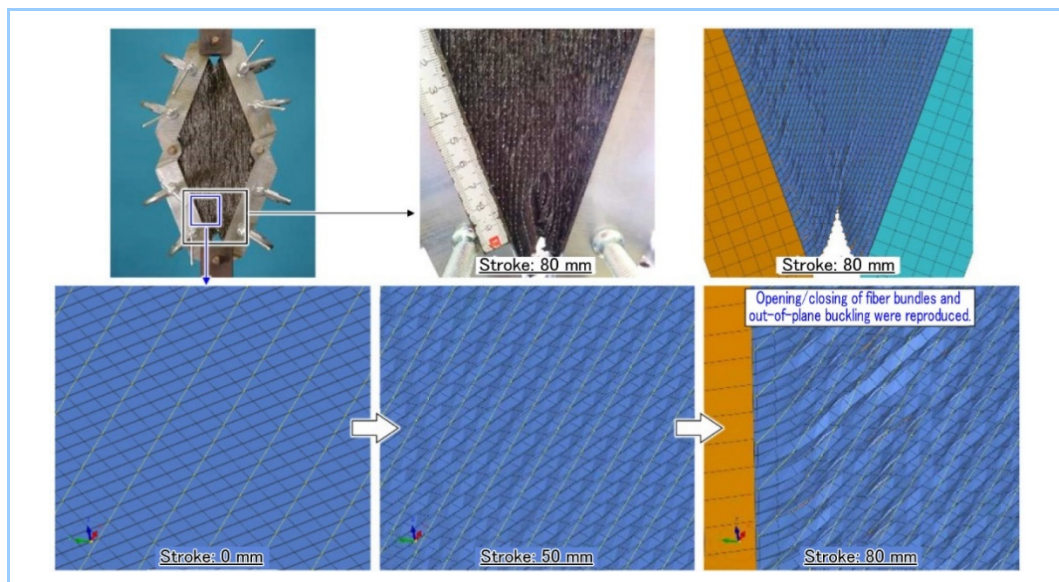 Stroke: 80 mm
Stroke: 80 mm
Opening/closing of fiber bundles and
out-of-plane buckling were reproduced.
Stroke: 0 mm
Stroke: 50 mm
Stroke: 80 mm